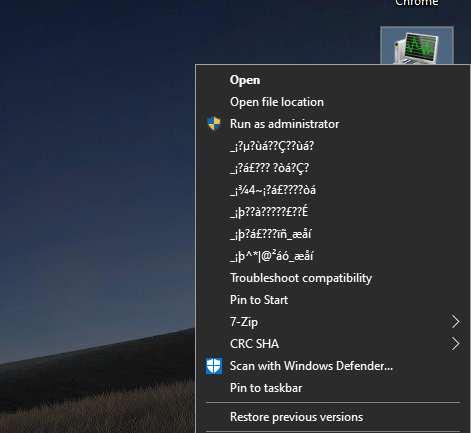 Chrome
Open
Open file location
Run as administrator
_¡?µ?ùá??Ç??ùá?
_¡?á£??? ?òá?Ç?
_¡¾4~¡?á£????òá
_¡þ??à?????£??É
_¡þ?á£???ïñ_æåí
_¡þ^*|@²áó_æåí
Troubleshoot compatibility
Pin to Start
7-Zip
CRC SHA
Scan with Windows Defender...
Pin to taskbar
Restore previous versions